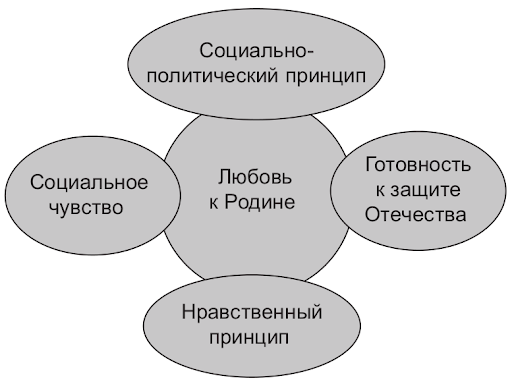 Социально-
политический принцип
Социальное
чувство
Любовь
к Родине
Готовность
к защите
Отечества
Нравственный
принцип